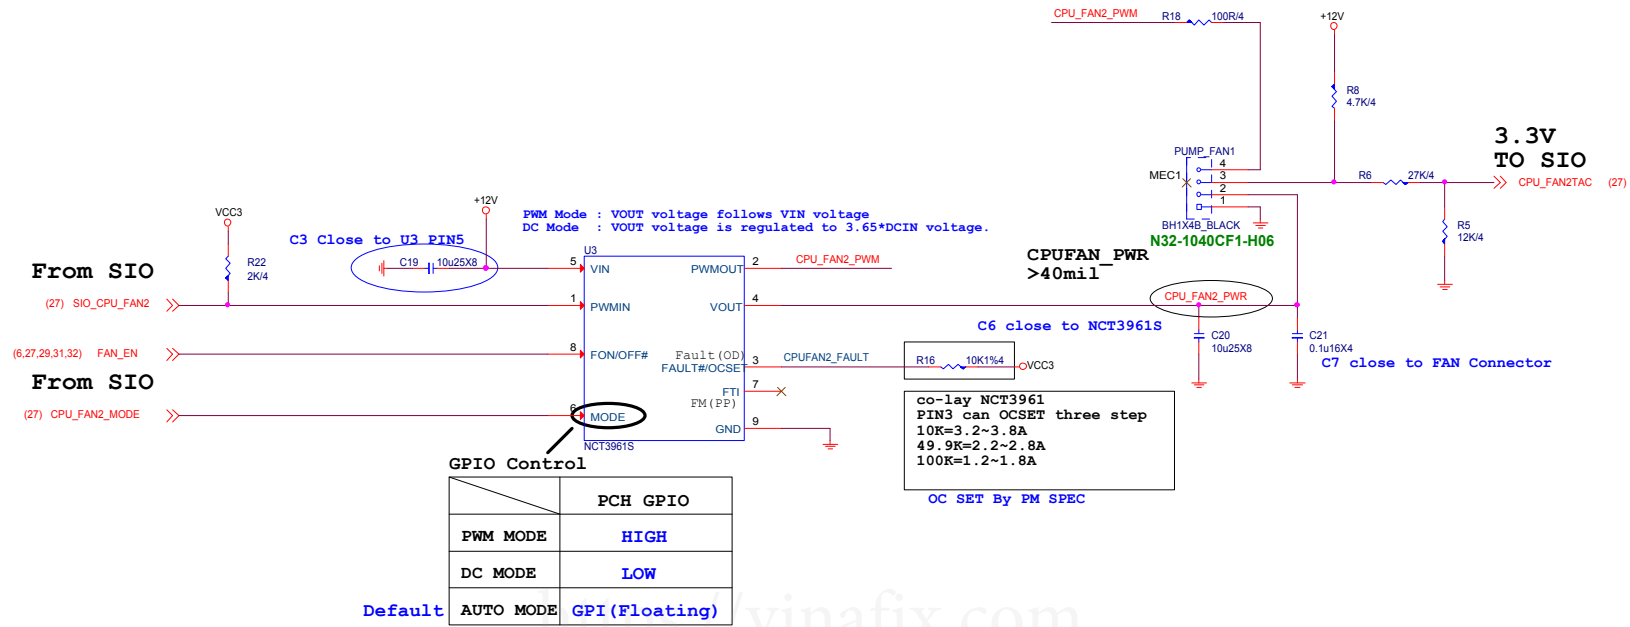 CPU_FAN2_PWM
R18
100R/4
+12V
R8
4.7K/4
3.3V
TO SIO
PUMP_FAN1
4
3
2
1
MEC1
R6
27K/4
CPU_FAN2TAC (27)
R5
12K/4
BH1X4B_BLACK
N32-1040CF1-H06
VCC3
+12V
PWM Mode : VOUT voltage follows VIN voltage
DC Mode : VOUT voltage is regulated to 3.65*DCIN voltage.
C3 Close to U3 PIN5
C19
10u25X8
R22
2K/4
From SIO
(27) SIO_CPU_FAN2
(6,27,29,31,32) FAN_EN
From SIO
(27) CPU_FAN2_MODE
U3
5
VIN
1
PWMIN
8
FON/OFF#
6
MODE
PWMOUT
2
CPU_FAN2_PWM
VOUT
4
Fault(OD)
FAULT#/OCSET
3
CPUFAN2_FAULT
FTI
7
FM(PP)
GND
9
NCT3961S
CPUFAN_PWR
>40mil
CPU_FAN2_PWR
C6 close to NCT3961S
C20
10u25X8
C21
0.1u16X4
C7 close to FAN Connector
R16
10K1%4
VCC3
co-lay NCT3961
PIN3 can OCSET three step
10K=3.2~3.8A
49.9K=2.2~2.8A
100K=1.2~1.8A
OC SET By PM SPEC
GPIO Control
PCH GPIO
PWM MODE HIGH
DC MODE LOW
Default AUTO MODE GPI(Floating)
https://vinafix.com